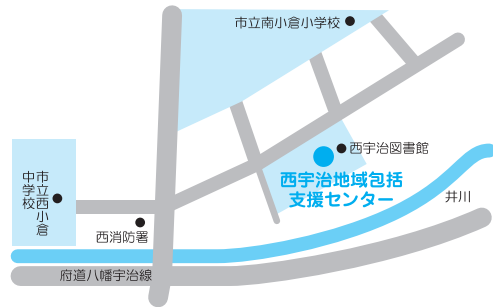 市立南小倉小学校
西宇治図書館
西宇治地域包括
支援センター
市立西小倉
中学校
西消防署
井川
府道八幡宇治線